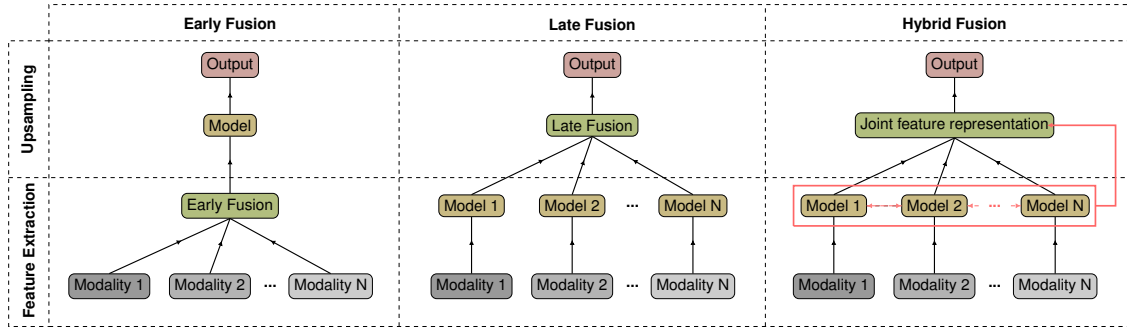 Early Fusion
Late Fusion
Hybrid Fusion
Upsampling
Feature Extraction
Output
Model
Early Fusion
Modality 1
Modality 2
...
Modality N
Output
Late Fusion
Model 1
Model 2
...
Model N
Modality 1
Modality 2
...
Modality N
Output
Joint feature representation
Model 1
Model 2
...
Model N
Modality 1
Modality 2
...
Modality N